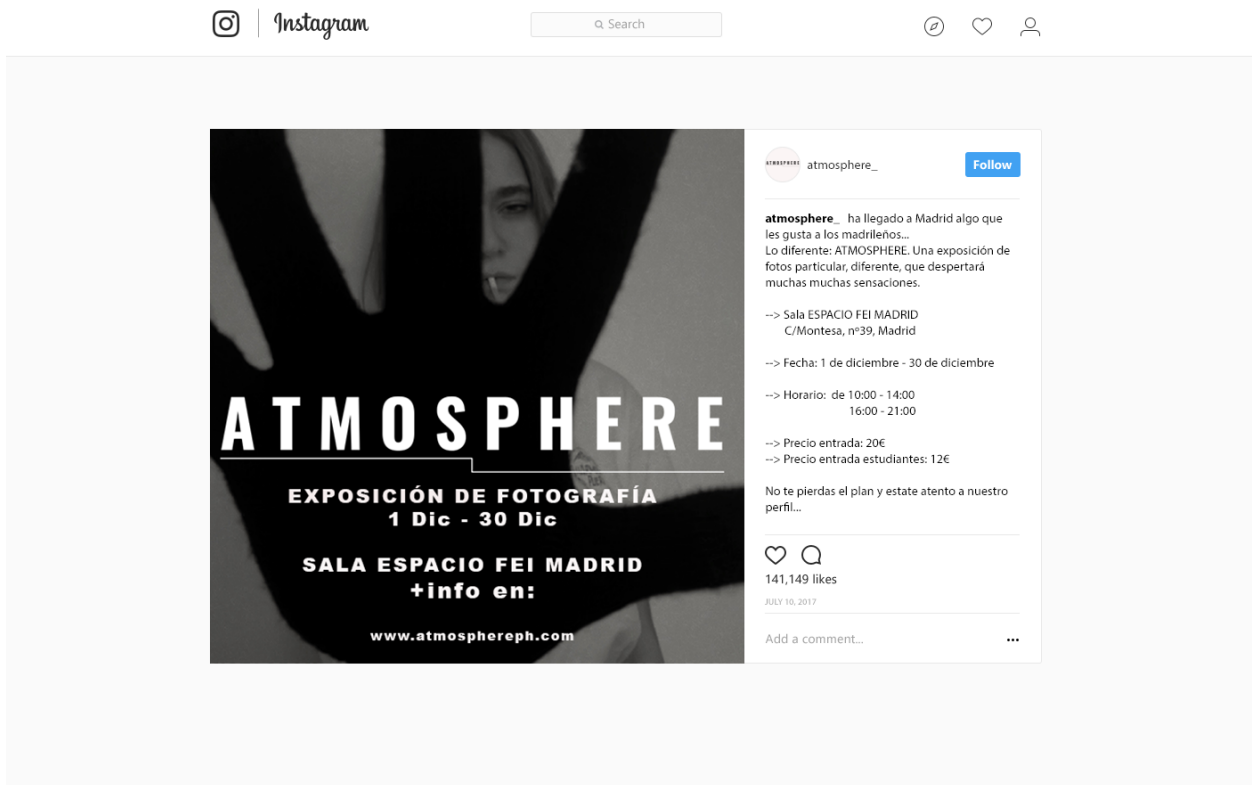 Instagram
Search
ATMOSPHERE
EXPOSICIÓN DE FOTOGRAFÍA
1 Dic - 30 Dic
SALA ESPACIO FEI MADRID
+info en:
www.atmosphereph.com
ATMOSPHERE
atmosphere_
Follow
atmosphere_ ha llegado a Madrid algo que
les gusta a los madrileños...
Lo diferente: ATMOSPHERE. Una exposición de
fotos particular, diferente, que despertará
muchas muchas sensaciones.
--> Sala ESPACIO FEI MADRID
C/Montesa, nº39, Madrid
--> Fecha: 1 de diciembre - 30 de diciembre
--> Horario: de 10:00 - 14:00
16:00 - 21:00
--> Precio entrada: 20€
--> Precio entrada estudiantes: 12€
No te pierdas el plan y estate atento a nuestro
perfil...
141,149 likes
JULY 10, 2017
Add a comment...